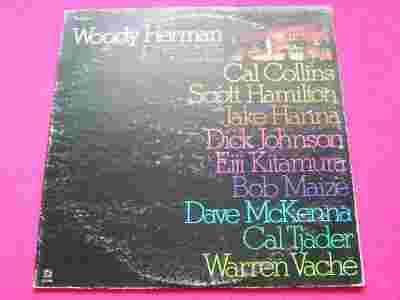 Woody Herman
Cal Collins
Scott Hamilton
Jake Hanna
Dick Johnson
Eiji Kitamura
Bob Maize
Dave McKenna
Cal Tjader
Warren Vaché